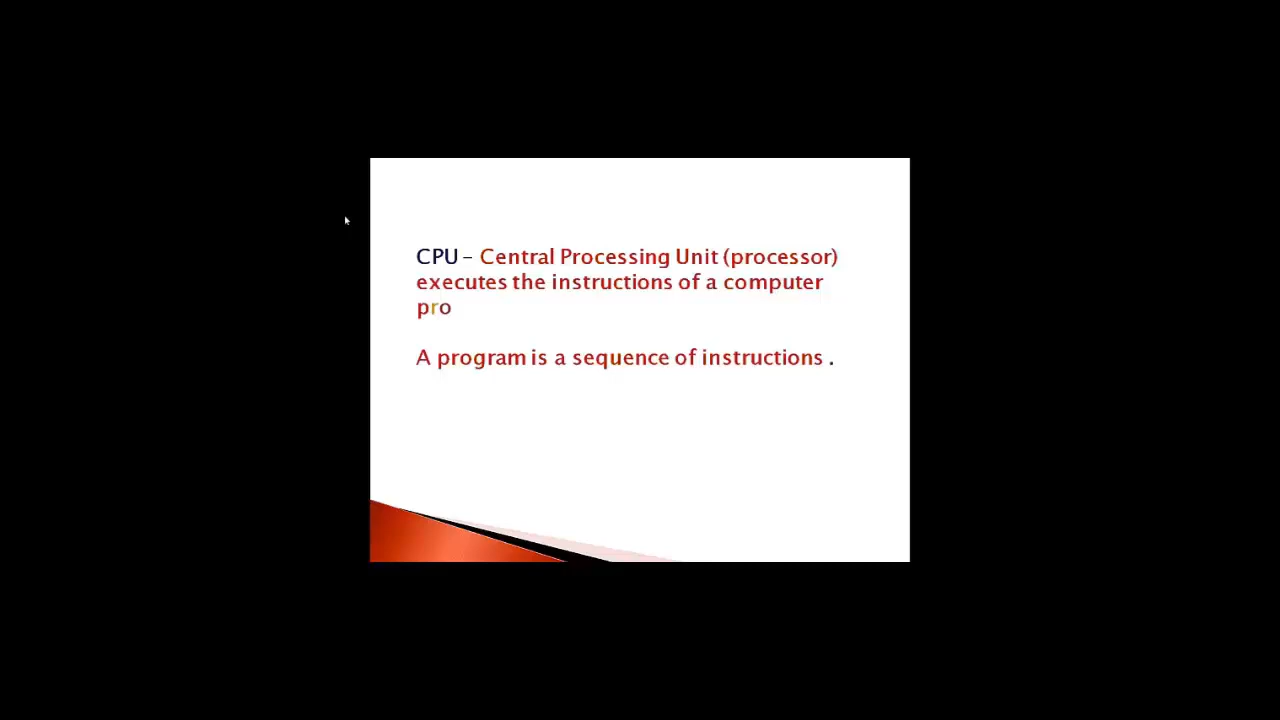 CPU – Central Processing Unit (processor)
executes the instructions of a computer
pro
A program is a sequence of instructions .